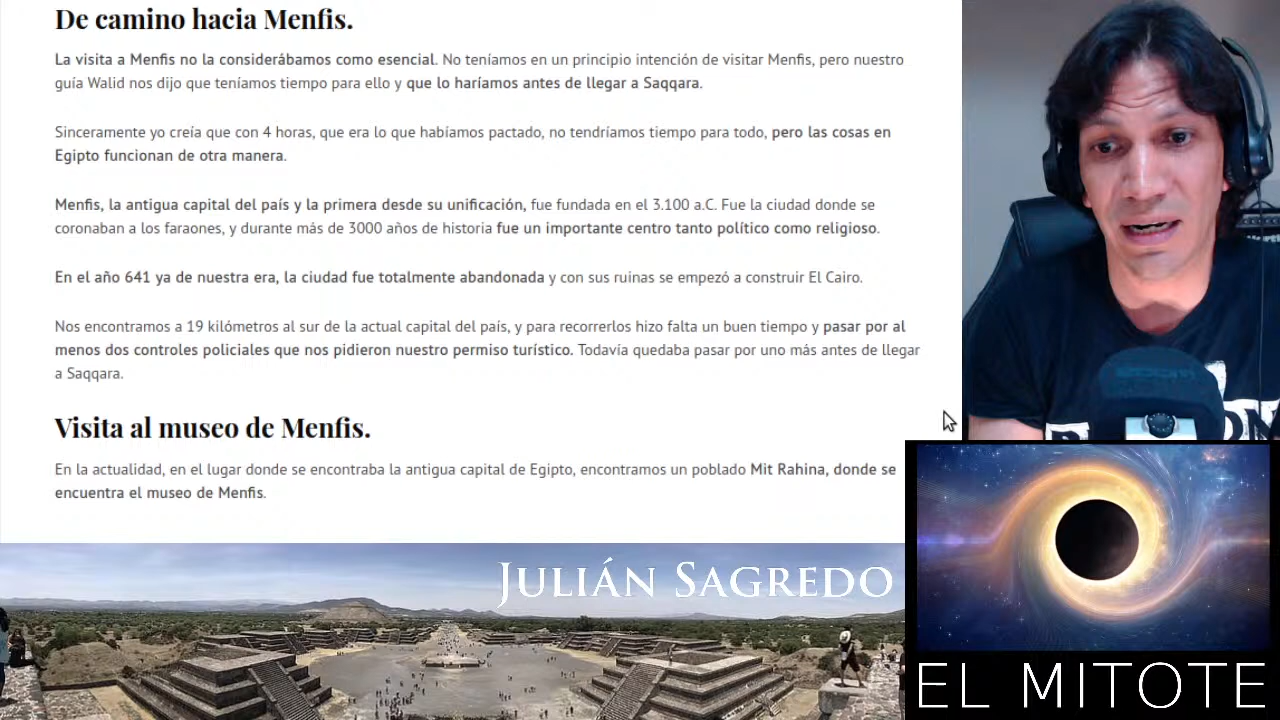 De camino hacia Menfis.
La visita a Menfis no la considerábamos como esencial. No teníamos en un principio intención de visitar Menfis, pero nuestro
guía Walid nos dijo que teníamos tiempo para ello y que lo haríamos antes de llegar a Saqqara.
Sinceramente yo creía que con 4 horas, que era lo que habíamos pactado, no tendríamos tiempo para todo, pero las cosas en
Egipto funcionan de otra manera.
Menfis, la antigua capital del país y la primera desde su unificación, fue fundada en el 3.100 a.C. Fue la ciudad donde se
coronaban a los faraones, y durante más de 3000 años de historia fue un importante centro tanto político como religioso.
En el año 641 ya de nuestra era, la ciudad fue totalmente abandonada y con sus ruinas se empezó a construir El Cairo.
Nos encontramos a 19 kilómetros al sur de la actual capital del país, y para recorrerlos hizo falta un buen tiempo y pasar por al
menos dos controles policiales que nos pidieron nuestro permiso turístico. Todavía quedaba pasar por uno más antes de llegar
a Saqqara.
Visita al museo de Menfis.
En la actualidad, en el lugar donde se encontraba la antigua capital de Egipto, encontramos un poblado Mit Rahina, donde se
encuentra el museo de Menfis.
JULIÁN SAGREDO
EL MITOTE